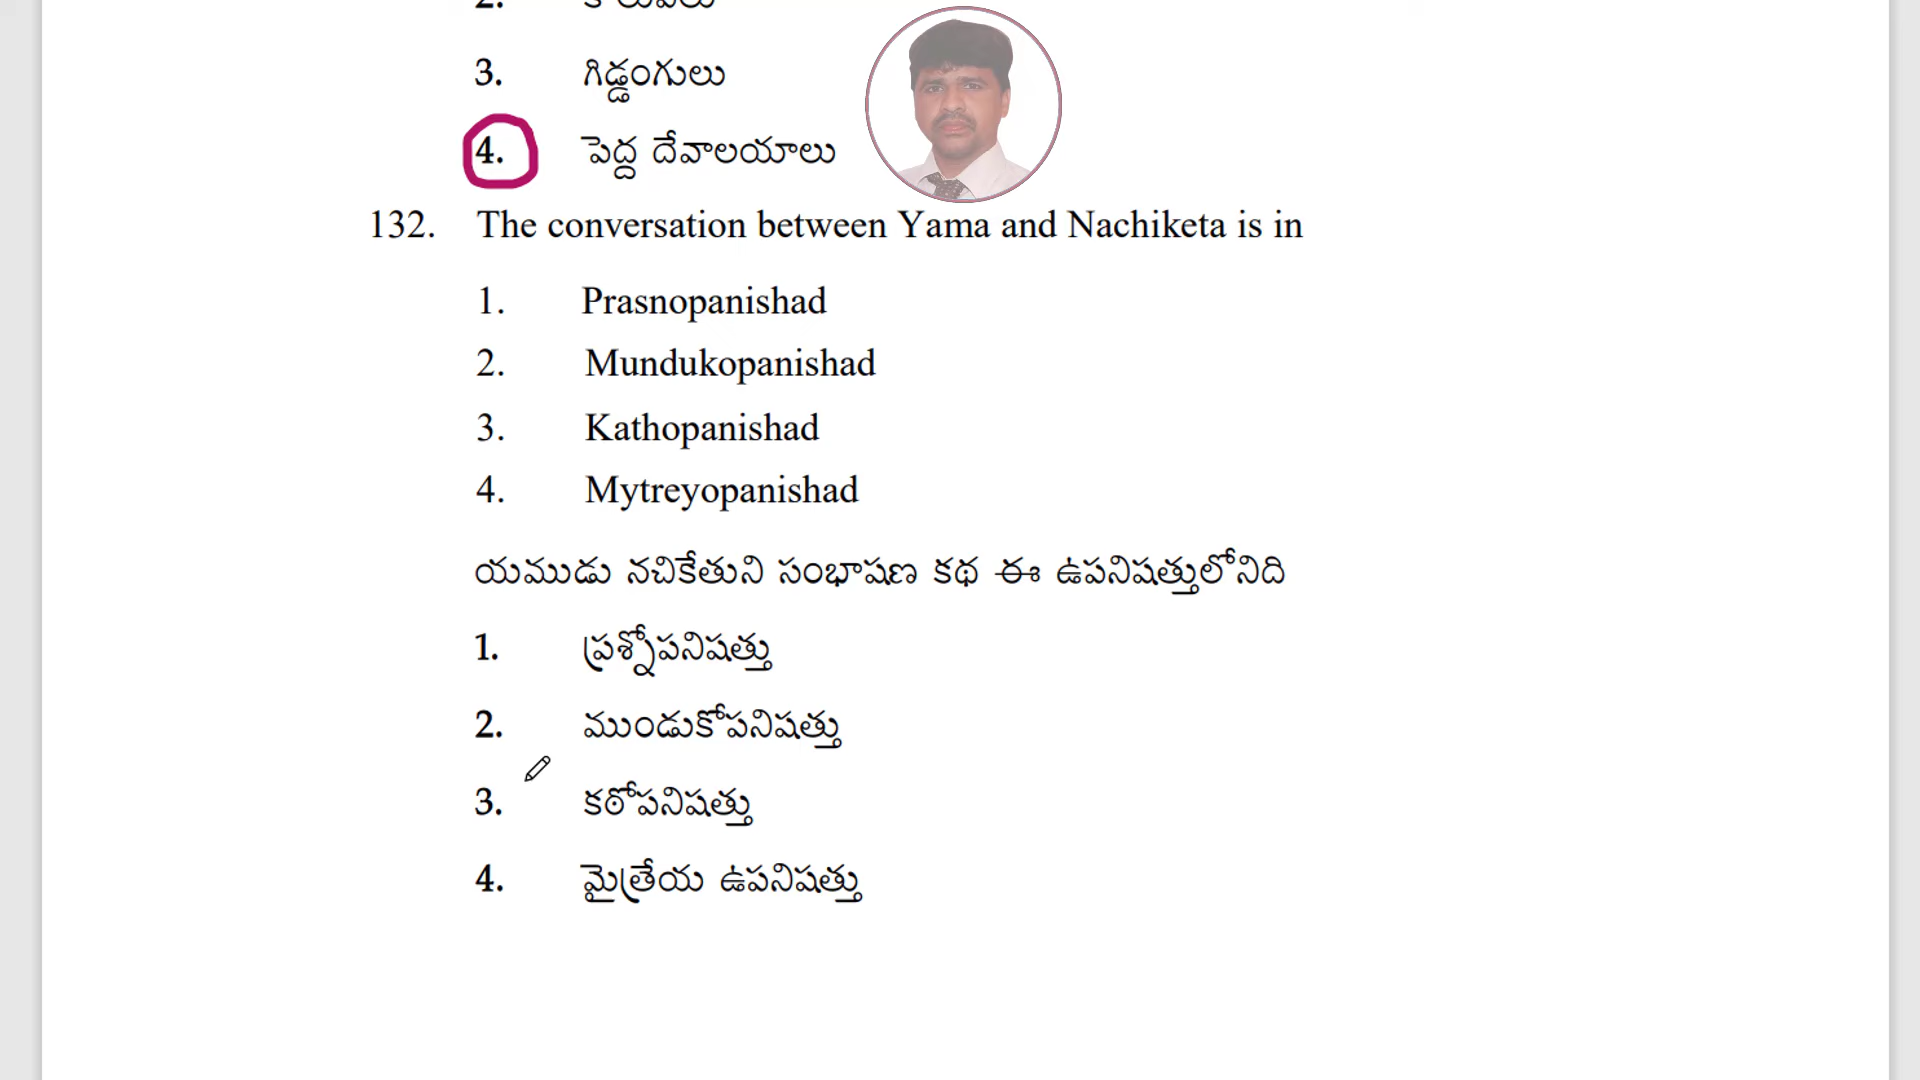 2.
3. గిడ్డంగులు
4. పెద్ద దేవాలయాలు
132. The conversation between Yama and Nachiketa is in
1. Prasnopanishad
2. Mundukopanishad
3. Kathopanishad
4. Mytreyopanishad
యముడు నచికేతుని సంభాషణ కథ ఈ ఉపనిషత్తులోనిది
1. ప్రశ్నోపనిషత్తు
2. ముండుకోపనిషత్తు
3. కఠోపనిషత్తు
4. మైత్రేయ ఉపనిషత్తు